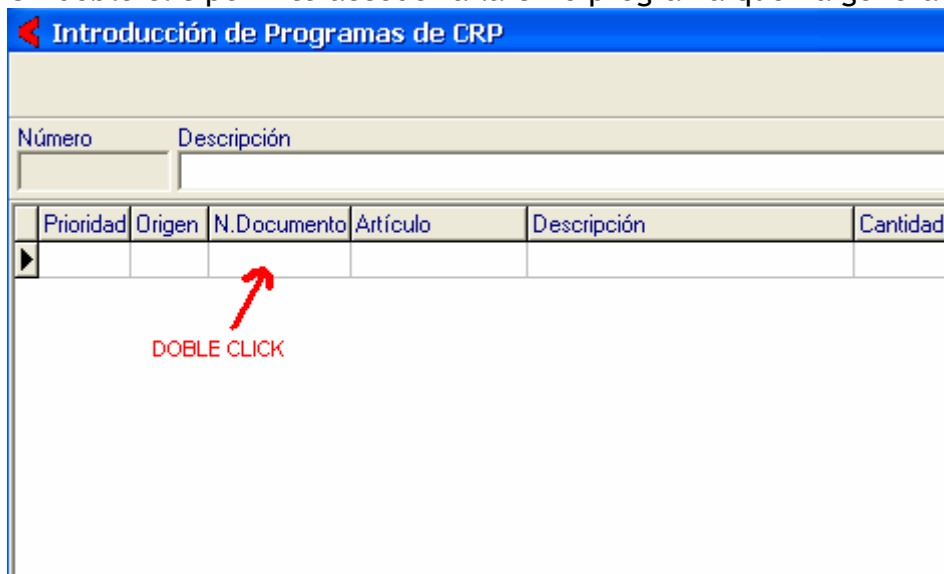 Introducción de Programas de CRP
Número Descripción
Prioridad Origen N.Documento Artículo Descripción Cantidad
DOBLE CLICK